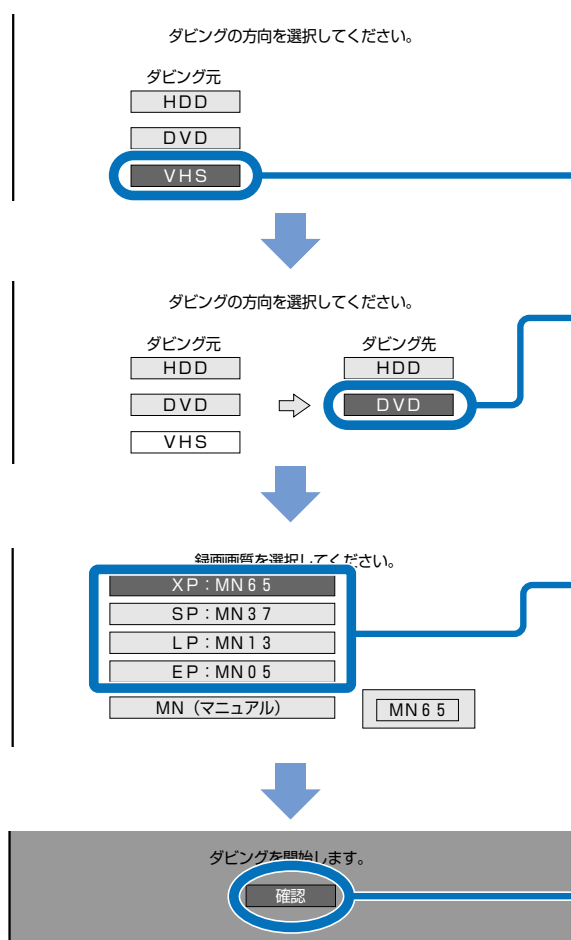 ダビングの方向を選択してください。
ダビング元
HDD
DVD
VHS
ダビングの方向を選択してください。
ダビング元 ダビング先
HDD HDD
DVD DVD
VHS
録画画質を選択してください。
XP:MN65
SP:MN37
LP:MN13
EP:MN05
MN(マニュアル) MN65
ダビングを開始します。
確認